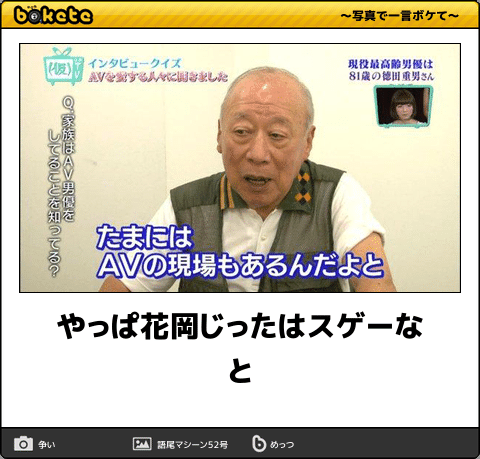 bokete
〜写真で一言ボケて〜
インタビュークイズ
AVを愛する人々に聞きました
現役最高齢男優は
81歳の徳田重男さん
Q.家族はAV男優を
してることを知ってる？
たまには
AVの現場もあるんだよと
やっぱ花岡じったはスゲーな
と
争い
語尾マシーン52号
めっつ